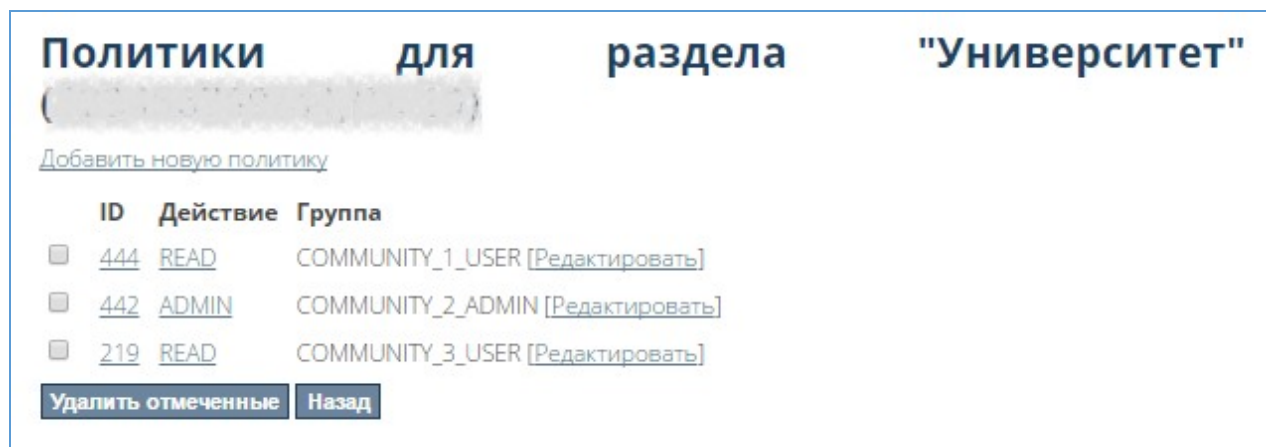 Политики для раздела "Университет"
( )
Добавить новую политику
ID Действие Группа
444 READ COMMUNITY_1_USER [Редактировать]
442 ADMIN COMMUNITY_2_ADMIN [Редактировать]
219 READ COMMUNITY_3_USER [Редактировать]
Удалить отмеченные Назад